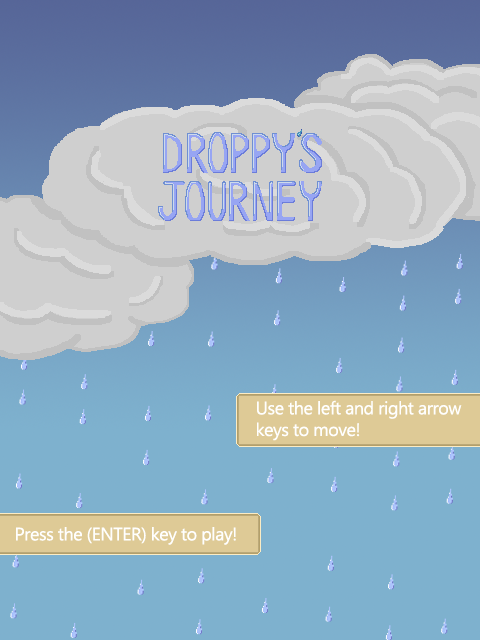 DROPPY'S
JOURNEY
Use the left and right arrow
keys to move!
Press the (ENTER) key to play!